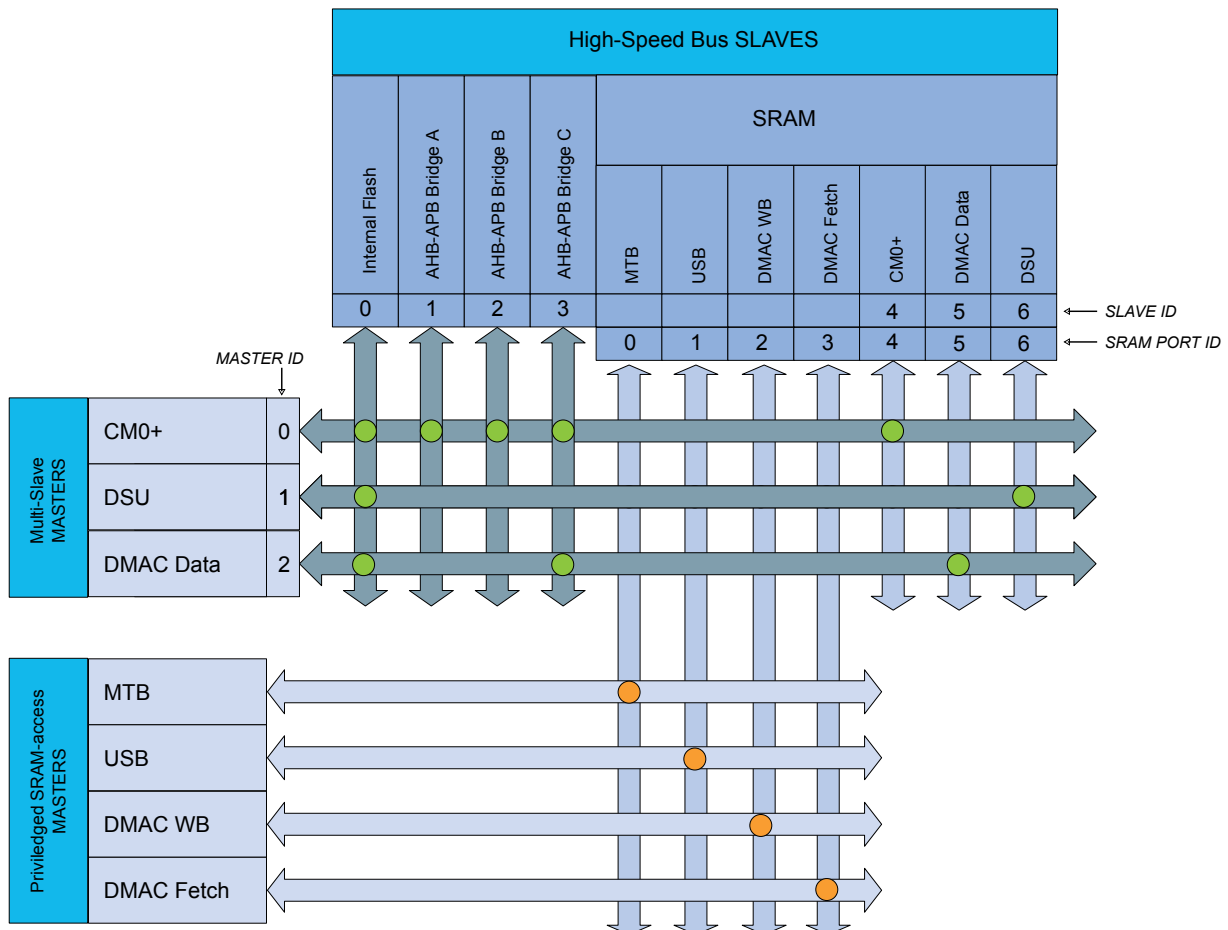 High-Speed Bus SLAVES
SRAM
Internal Flash
AHB-APB Bridge A
AHB-APB Bridge B
AHB-APB Bridge C
MTB
USB
DMAC WB
DMAC Fetch
CM0+
DMAC Data
DSU
0 1 2 3 4 5 6 SLAVE ID
0 1 2 3 4 5 6 SRAM PORT ID
MASTER ID
Multi-Slave
MASTERS
CM0+ 0
DSU 1
DMAC Data 2
Priviledged SRAM-access
MASTERS
MTB
USB
DMAC WB
DMAC Fetch